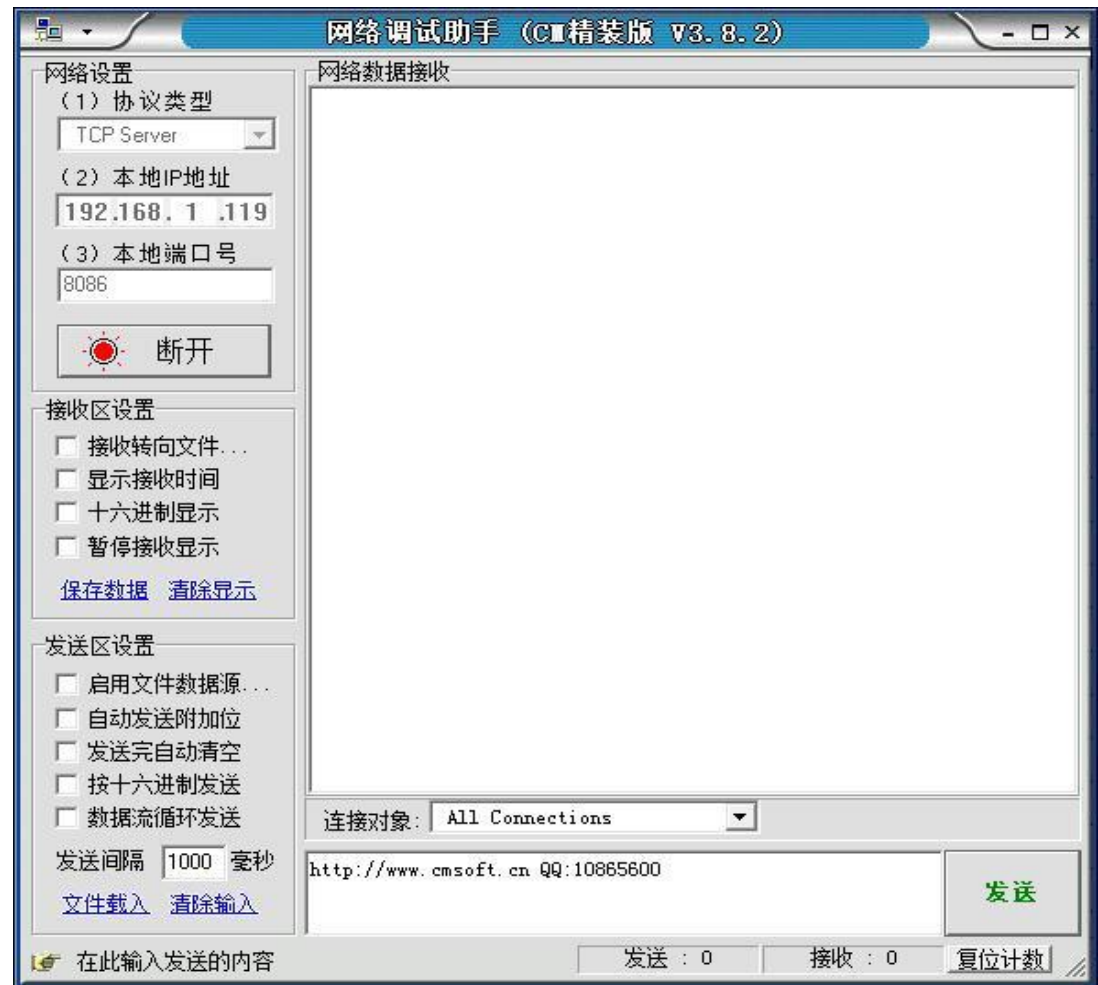 网络调试助手 (CM精装版 V3.8.2)
网络设置
(1) 协议类型
TCP Server
(2) 本地IP地址
192.168. 1 .119
(3) 本地端口号
8086
断开
接收区设置
接收转向文件...
显示接收时间
十六进制显示
暂停接收显示
保存数据 清除显示
发送区设置
启用文件数据源...
自动发送附加位
发送完自动清空
按十六进制发送
数据流循环发送
发送间隔 1000 毫秒
文件载入 清除输入
网络数据接收
连接对象: All Connections
http://www.cmsoft.cn QQ:10865600
发送
在此输入发送的内容 发送 : 0 接收 : 0 复位计数